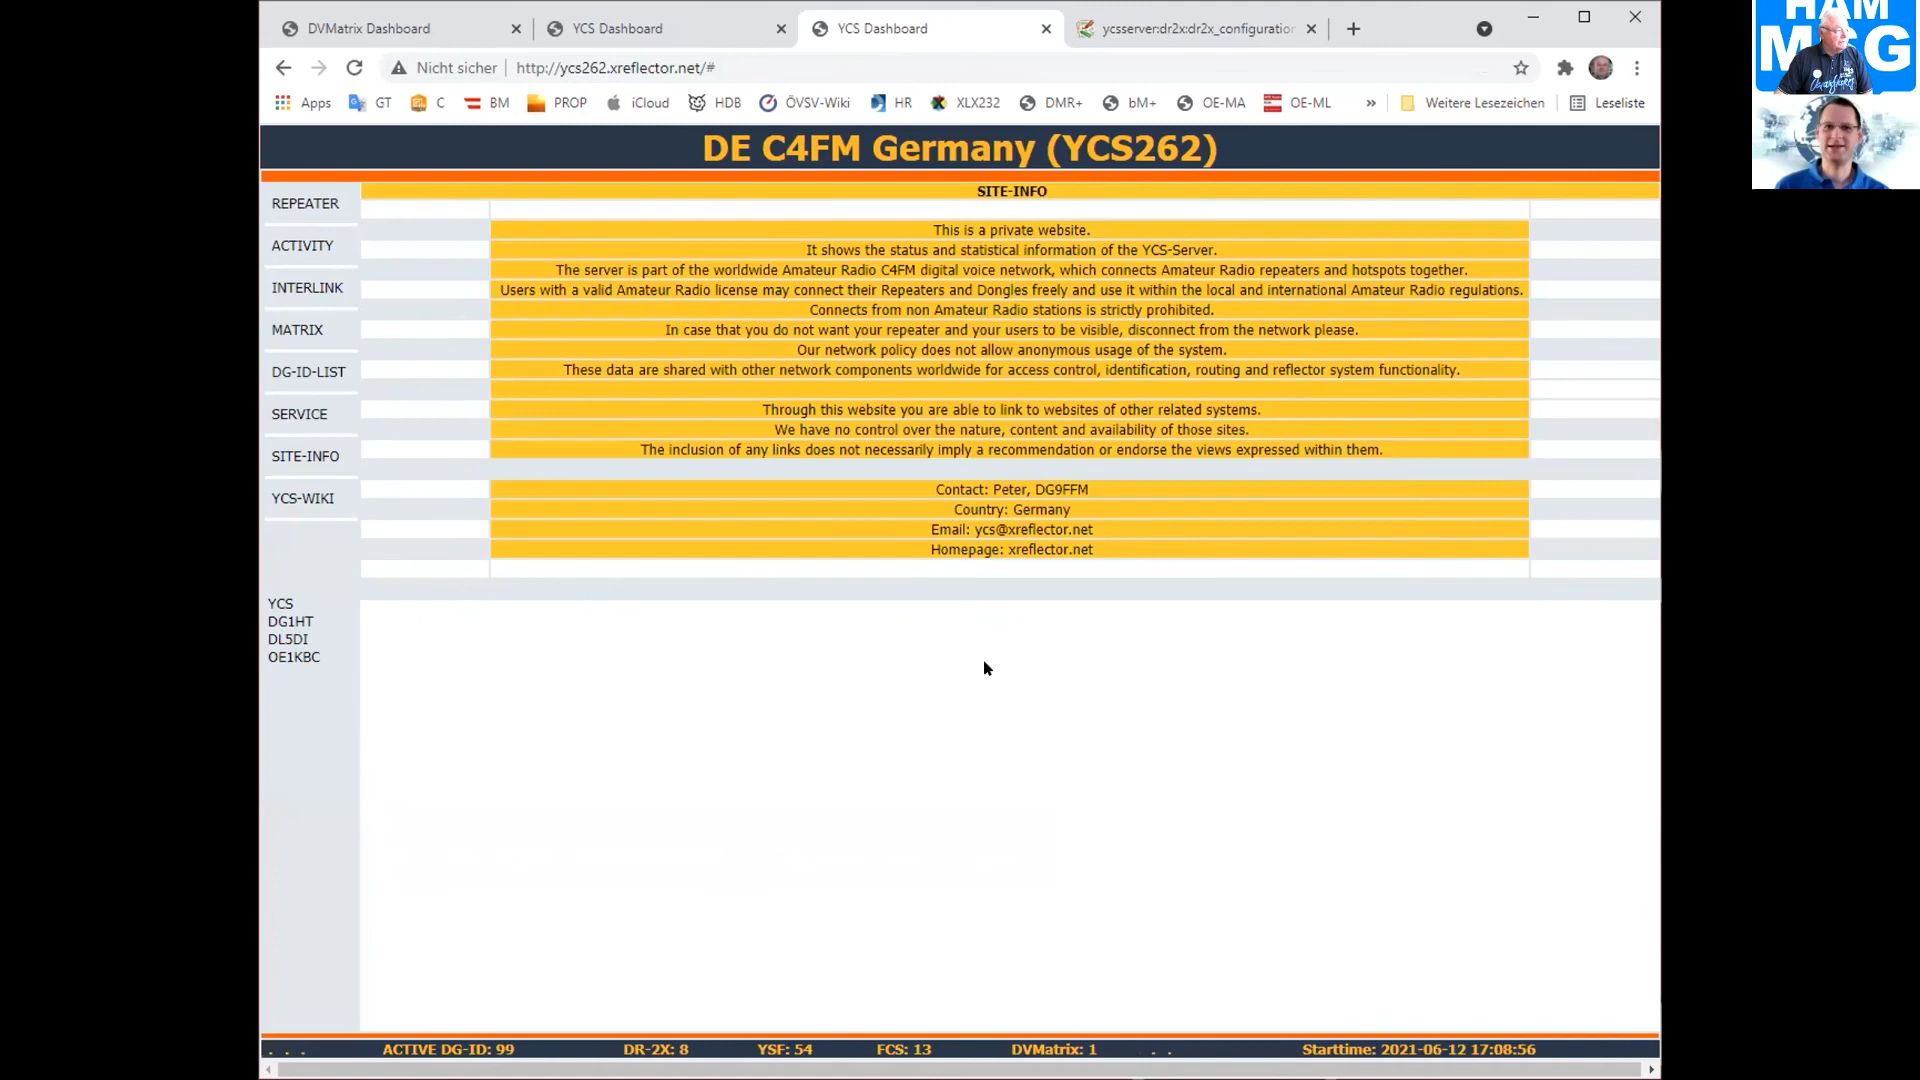 DVMatrix Dashboard
YCS Dashboard
YCS Dashboard
ycsserver:dr2x:dr2x_configuration
Nicht sicher
http://ycs262.xreflector.net/#
Apps GT C BM PROP iCloud HDB ÖVSV-Wiki HR XLX232 DMR+ bM+ OE-MA OE-ML » Weitere Lesezeichen Leseliste
HAM
DE C4FM Germany (YCS262)
SITE-INFO
REPEATER
ACTIVITY
INTERLINK
MATRIX
DG-ID-LIST
SERVICE
SITE-INFO
YCS-WIKI
This is a private website.
It shows the status and statistical information of the YCS-Server.
The server is part of the worldwide Amateur Radio C4FM digital voice network, which connects Amateur Radio repeaters and hotspots together.
Users with a valid Amateur Radio license may connect their Repeaters and Dongles freely and use it within the local and international Amateur Radio regulations.
Connects from non Amateur Radio stations is strictly prohibited.
In case that you do not want your repeater and your users to be visible, disconnect from the network please.
Our network policy does not allow anonymous usage of the system.
These data are shared with other network components worldwide for access control, identification, routing and reflector system functionality.
Through this website you are able to link to websites of other related systems.
We have no control over the nature, content and availability of those sites.
The inclusion of any links does not necessarily imply a recommendation or endorse the views expressed within them.
Contact: Peter, DG9FFM
Country: Germany
Email: ycs@xreflector.net
Homepage: xreflector.net
YCS
DG1HT
DL5DI
OE1KBC
. . . ACTIVE DG-ID: 99 DR-2X: 8 YSF: 54 FCS: 13 DVMatrix: 1 . . Starttime: 2021-06-12 17:08:56